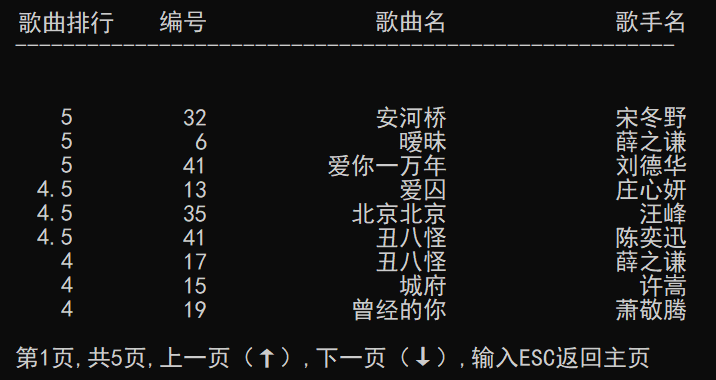 歌曲排行 编号 歌曲名 歌手名
5 32 安河桥 宋冬野
5 6 暧昧 薛之谦
5 41 爱你一万年 刘德华
4.5 13 爱囚 庄心妍
4.5 35 北京北京 汪峰
4.5 41 丑八怪 陈奕迅
4 17 丑八怪 薛之谦
4 15 城府 许嵩
4 19 曾经的你 萧敬腾
第1页,共5页,上一页（↑）,下一页（↓）,输入ESC返回主页